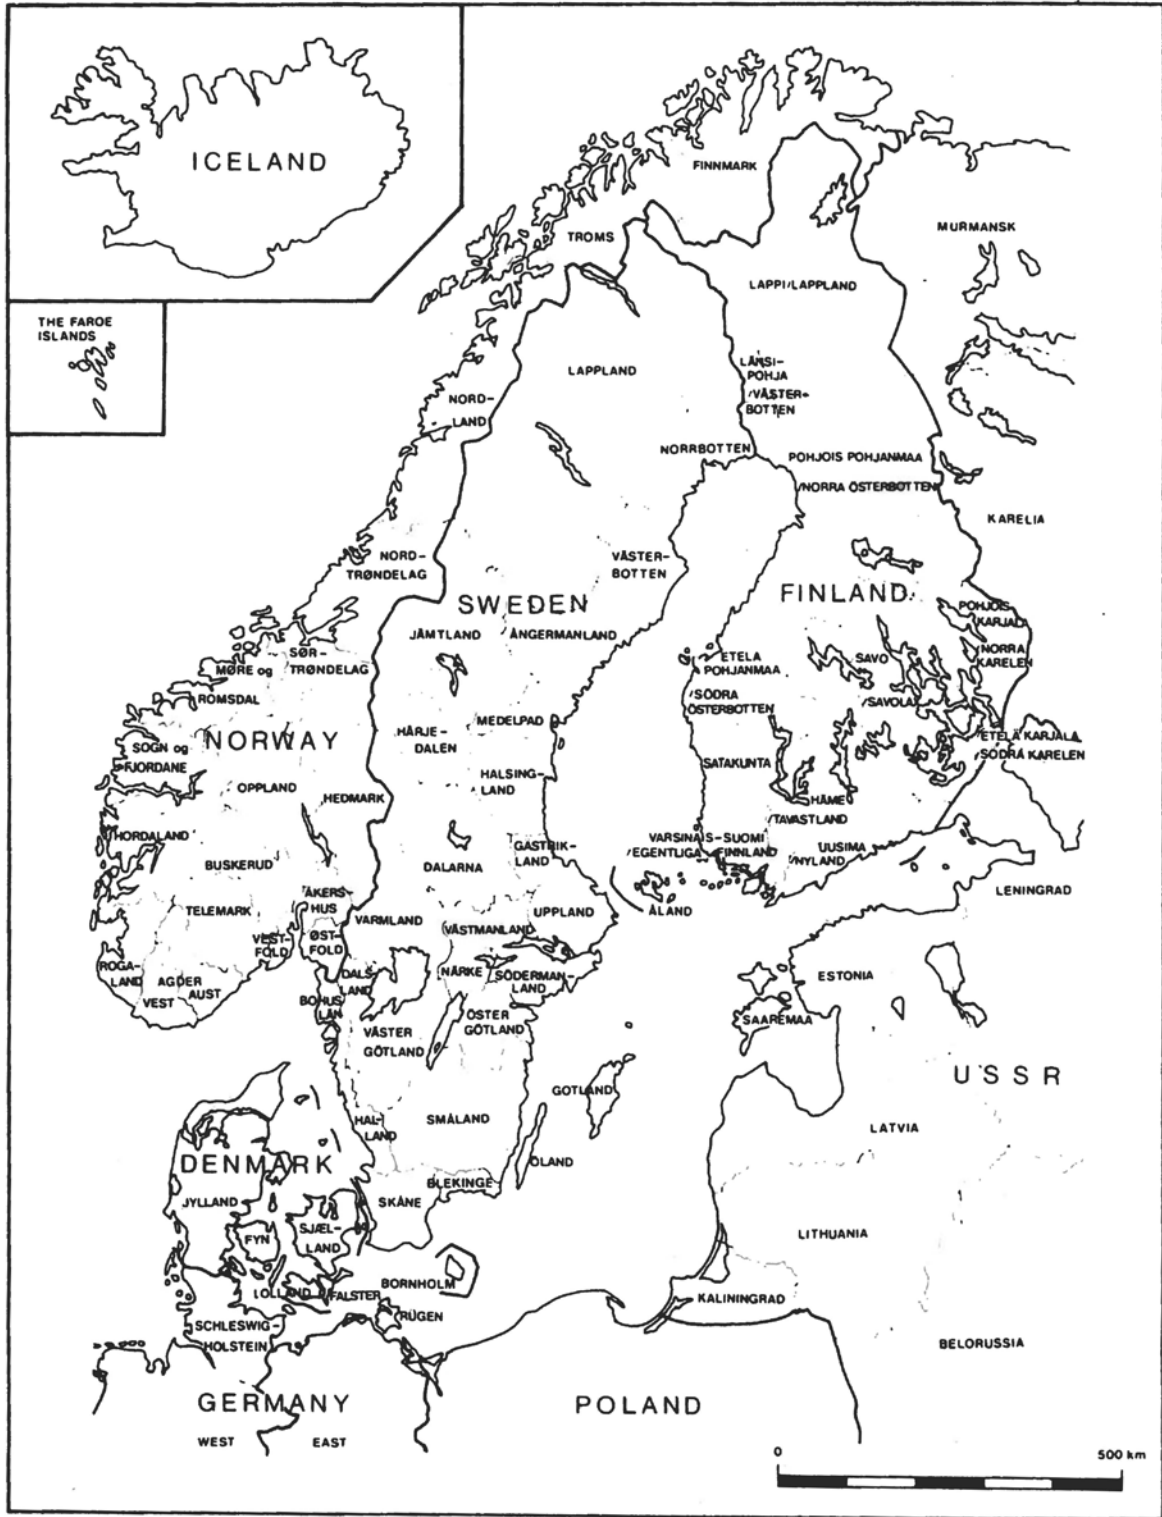 ICELAND
THE FAROE
ISLANDS
FINNMARK
TROMS
MURMANSK
LAPPI/LAPPLAND
LAPPLAND
LÄNSI-
POHJA
/VÄSTER-
BOTTEN
NORD-
LAND
NORRBOTTEN
POHJOIS POHJANMAA
/NORRA ÖSTERBOTTEN
KARELIA
NORD-
TRØNDELAG
VÄSTER-
BOTTEN
SWEDEN
FINLAND
POHJOIS
KARJALA
JÄMTLAND
ÅNGERMANLAND
SØR-
TRØNDELAG
MØRE og
ROMSDAL
ETELÄ
POHJANMAA
/SÖDRA
ÖSTERBOTTEN
SAVO
/SAVOLAX
/NORRA
KARELEN
NORWAY
SOGN og
FJORDANE
HÄRJE-
DALEN
MEDELPAD
ETELÄ KARJALA
/SÖDRA KARELEN
SATAKUNTA
OPPLAND
HEDMARK
HALSING-
LAND
HÄME
/TAVASTLAND
HORDALAND
BUSKERUD
DALARNA
GÄSTRIK-
LAND
VARSINAIS-SUOMI
/EGENTLIGA FINNLAND
UUSIMA
/NYLAND
LENINGRAD
ÅKERS-
HUS
TELEMARK
VARMLAND
UPPLAND
ÅLAND
VEST-
FOLD
ØST-
FOLD
VÄSTMANLAND
ROGA-
LAND
AGDER
VEST
AUST
DALS
LAND
NÄRKE
SÖDERMAN-
LAND
ESTONIA
BOHUS
LÄN
VÄSTER
GÖTLAND
ÖSTER
GÖTLAND
SAAREMAA
USSR
GOTLAND
HAL-
LAND
SMÅLAND
LATVIA
DENMARK
ÖLAND
JYLLAND
BLEKINGE
SKÅNE
FYN
SJÆL-
LAND
LITHUANIA
BORNHOLM
LOLLAND
FALSTER
KALININGRAD
RÜGEN
SCHLESWIG-
HOLSTEIN
BELORUSSIA
GERMANY
POLAND
WEST
EAST
0
500 km